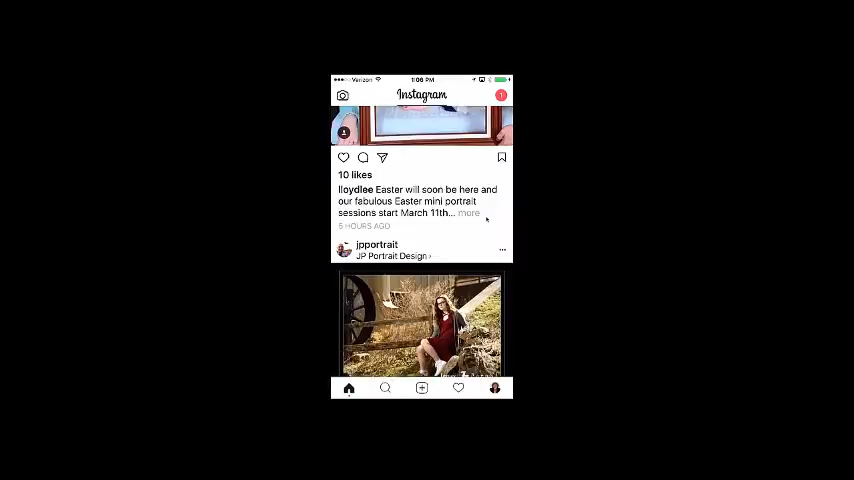 Verizon 1:06 PM
Instagram
1
10 likes
lloydlee Easter will soon be here and
our fabulous Easter mini portrait
sessions start March 11th... more
5 HOURS AGO
jpportrait
JP Portrait Design ›